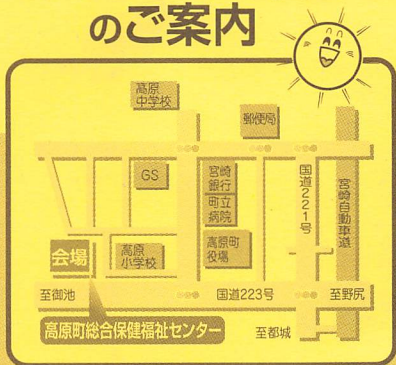 のご案内
高原
中学校
郵便局
GS
宮崎
銀行
町立
病院
国道221号
宮崎自動車道
会場
高原
小学校
高原町
役場
至御池
国道223号
至野尻
高原町総合保健福祉センター
至都城